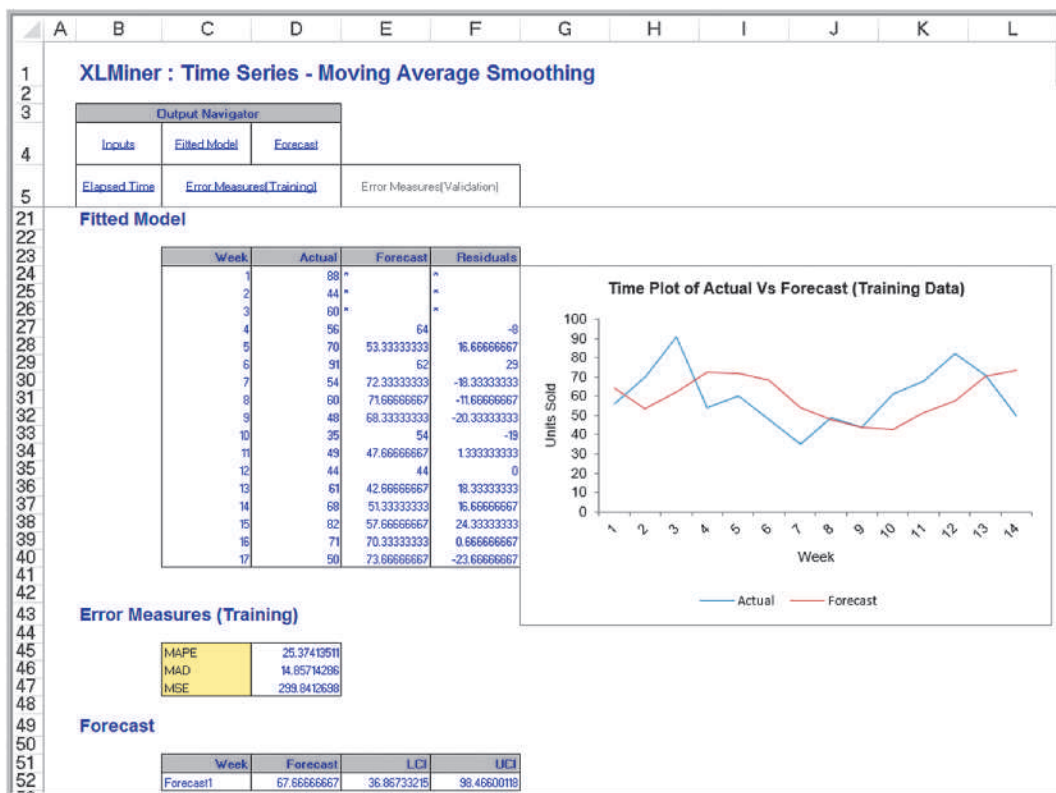 A B C D E F G H I J K L
1 XLMiner : Time Series - Moving Average Smoothing
2
3 Output Navigator
4 Inputs Fitted Model Forecast
5 Elapsed Time Error Measures(Training) Error Measures(Validation)
21 Fitted Model
22
23 Week Actual Forecast Residuals
24 1 88 * *
25 2 44 * *
26 3 60 * *
27 4 56 64 -8
28 5 70 53.33333333 16.66666667
29 6 91 62 29
30 7 54 72.33333333 -18.33333333
31 8 60 71.66666667 -11.66666667
32 9 48 68.33333333 -20.33333333
33 10 35 54 -19
34 11 49 47.66666667 1.333333333
35 12 44 44 0
36 13 61 42.66666667 18.33333333
37 14 68 51.33333333 16.66666667
38 15 82 57.66666667 24.33333333
39 16 71 70.33333333 0.666666667
40 17 50 73.66666667 -23.66666667
41
42
43 Error Measures (Training)
44
45 MAPE 25.37413511
46 MAD 14.85714286
47 MSE 299.8412698
48
49 Forecast
50
51 Week Forecast LCI UCI
52 Forecast1 67.66666667 36.86733215 98.46600118
Time Plot of Actual Vs Forecast (Training Data)
Units Sold
100
90
80
70
60
50
40
30
20
10
0
1 2 3 4 5 6 7 8 9 10 11 12 13 14
Week
Actual Forecast